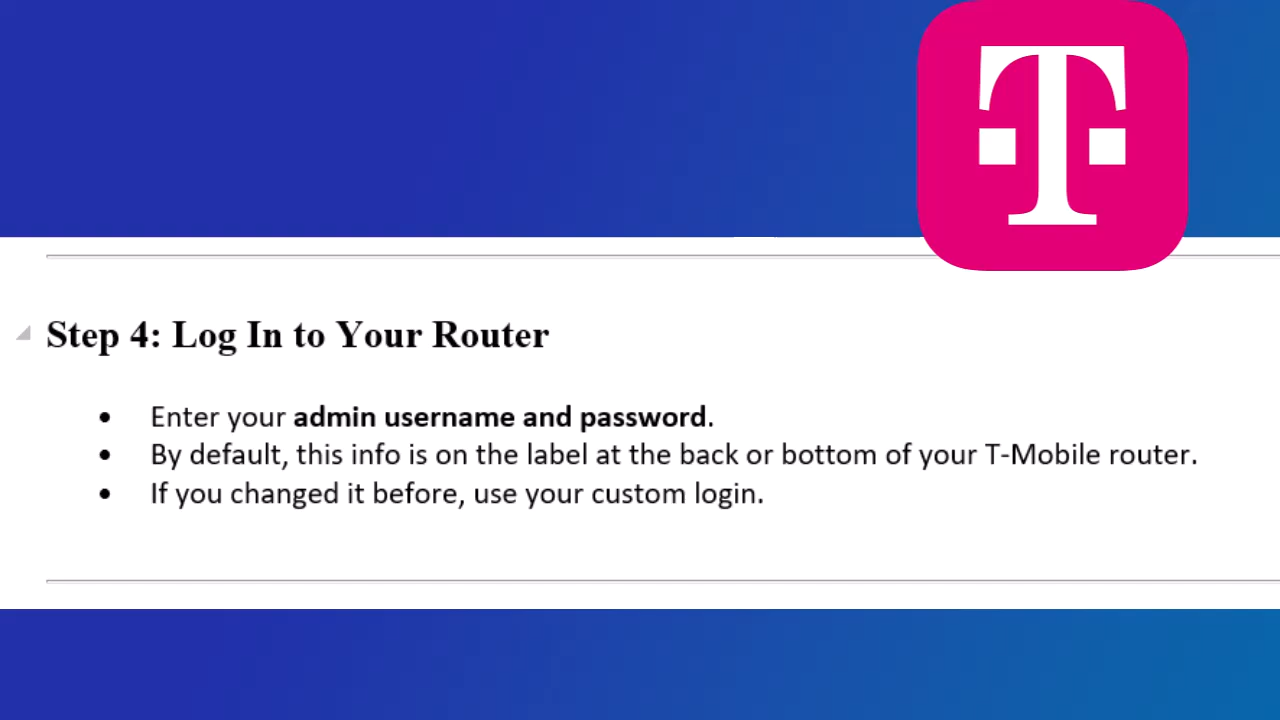 T
Step 4: Log In to Your Router
• Enter your admin username and password.
• By default, this info is on the label at the back or bottom of your T-Mobile router.
• If you changed it before, use your custom login.